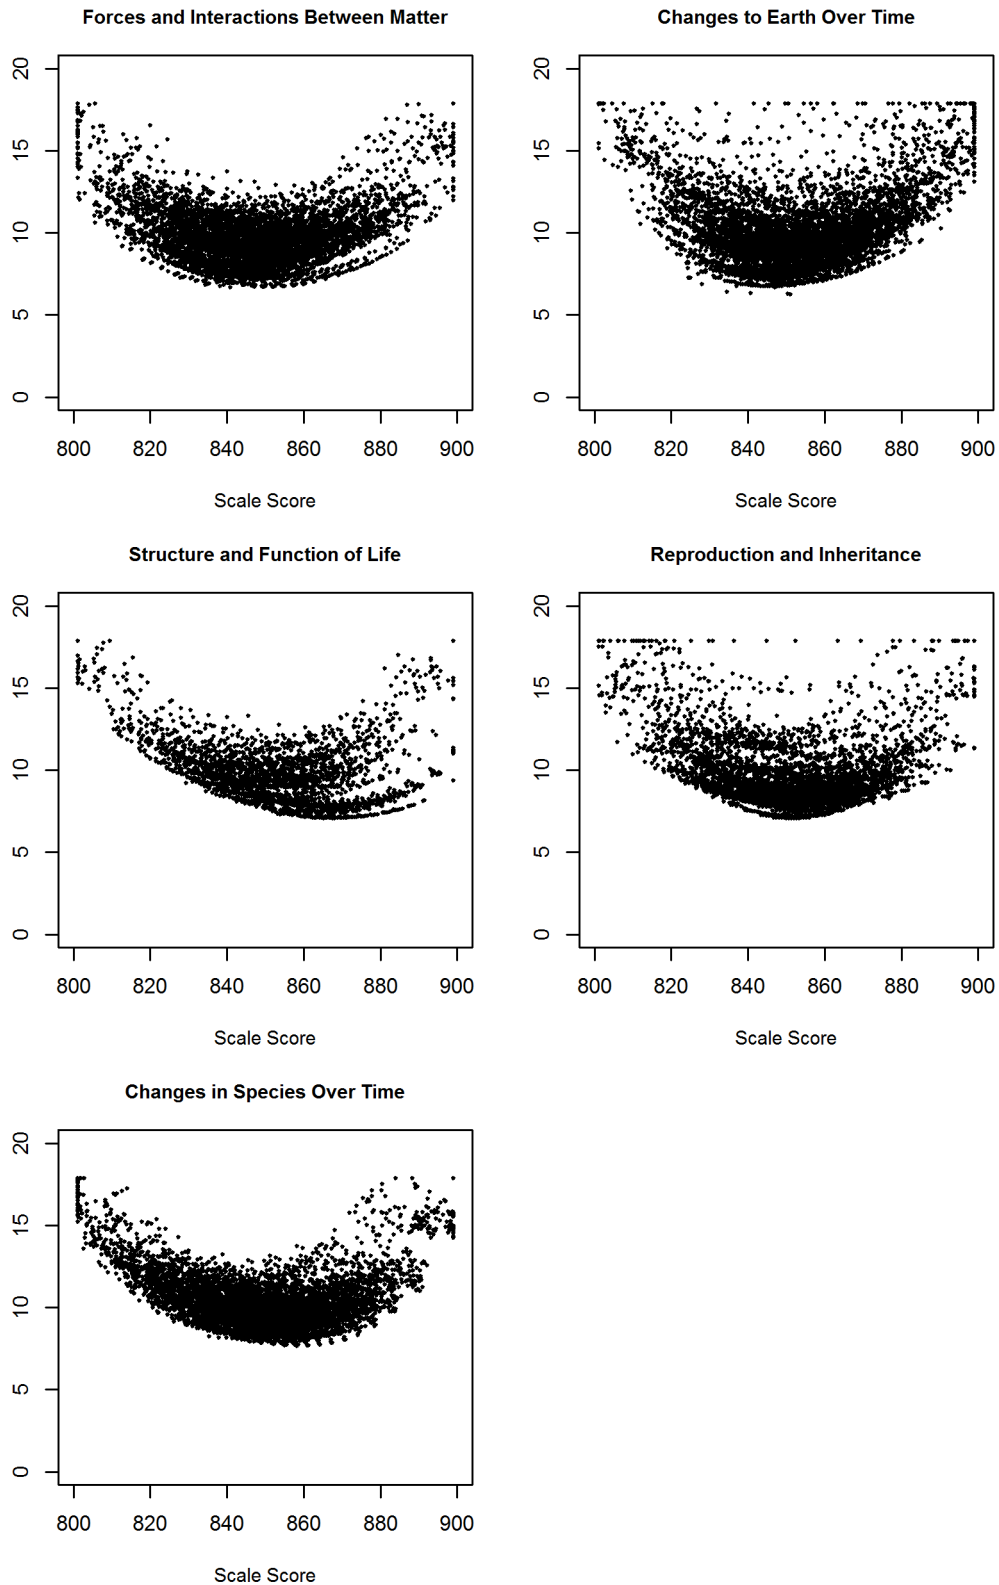 Forces and Interactions Between Matter
20
15
10
5
0
800 820 840 860 880 900
Scale Score
Changes to Earth Over Time
20
15
10
5
0
800 820 840 860 880 900
Scale Score
Structure and Function of Life
20
15
10
5
0
800 820 840 860 880 900
Scale Score
Reproduction and Inheritance
20
15
10
5
0
800 820 840 860 880 900
Scale Score
Changes in Species Over Time
20
15
10
5
0
800 820 840 860 880 900
Scale Score